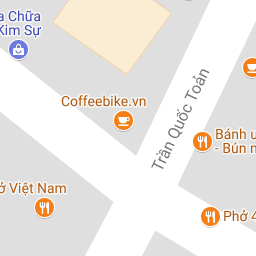 a Chữa
Kim Sự
Coffeebike.vn
Trần Quốc Toản
Bánh u
- Bún n
ở Việt Nam
Phở 4